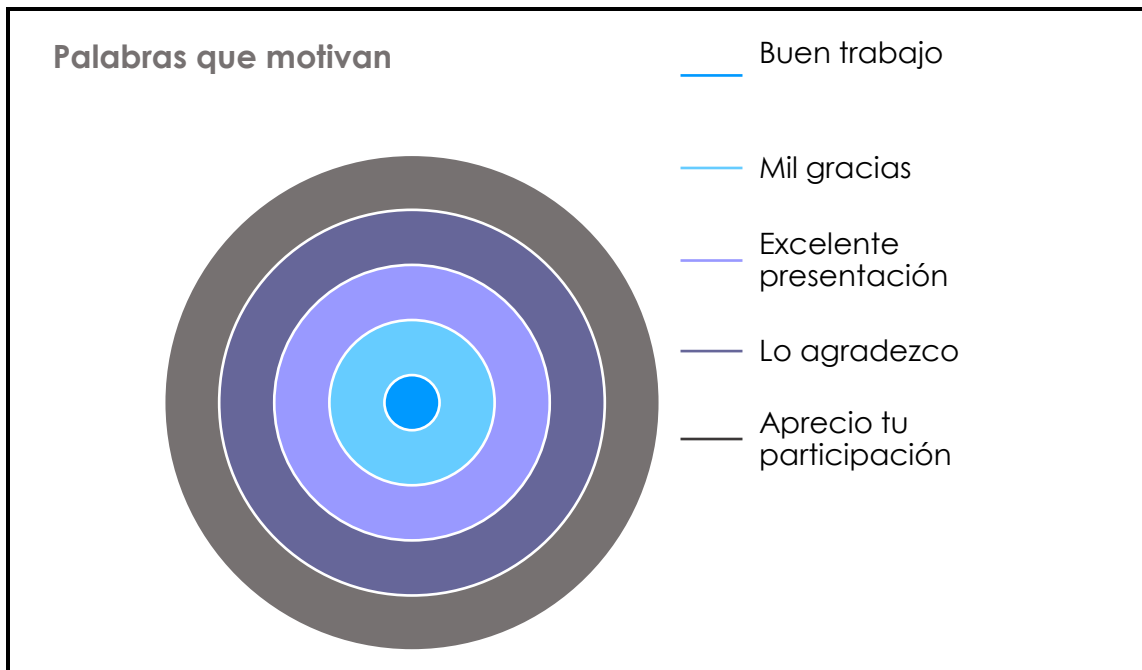 Palabras que motivan
Buen trabajo
Mil gracias
Excelente
presentación
Lo agradezco
Aprecio tu
participación